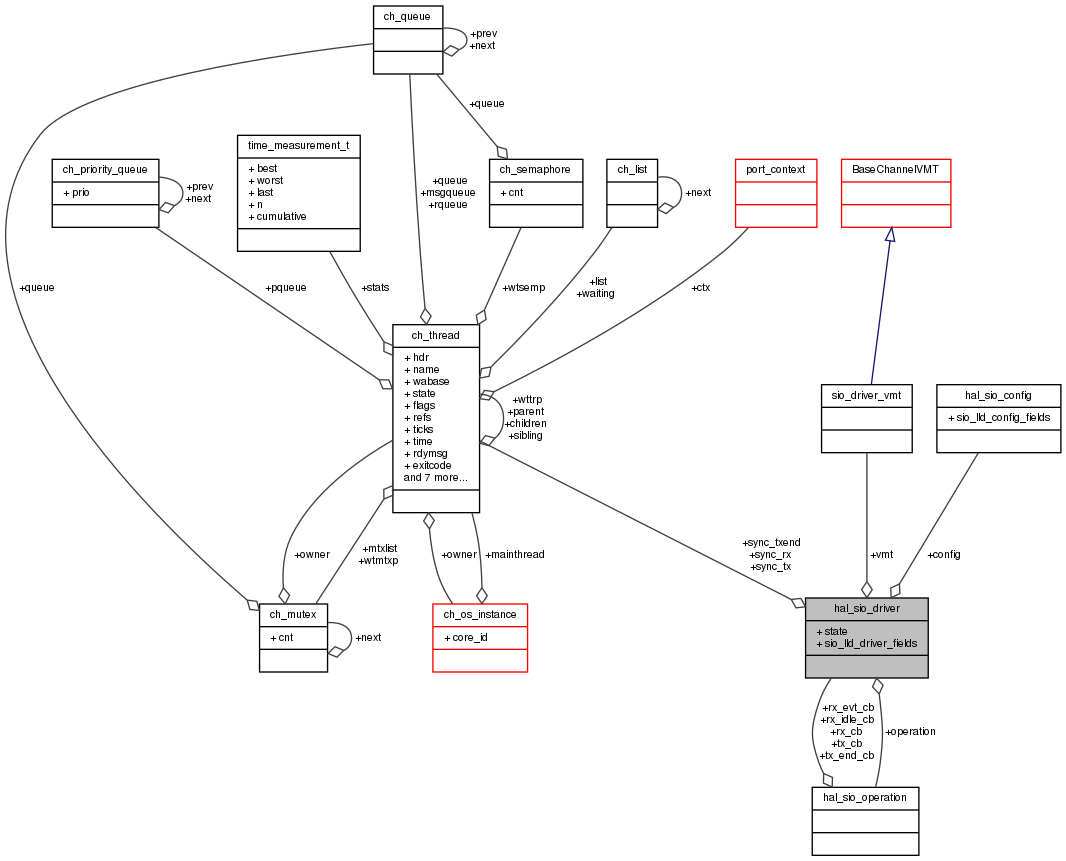 ch_queue
+prev
+next
+queue
time_measurement_t
+ best
+ worst
+ last
+ n
+ cumulative
ch_priority_queue
+ prio
+prev
+next
+queue
+msgqueue
+rqueue
ch_semaphore
+ cnt
ch_list
+next
port_context
BaseChannelVMT
+queue
+pqueue
+stats
+wtsemp
+list
+waiting
+ctx
ch_thread
+ hdr
+ name
+ wabase
+ state
+ flags
+ refs
+ ticks
+ time
+ rdymsg
+ exitcode
and 7 more...
+wttrp
+parent
+children
+sibling
sio_driver_vmt
hal_sio_config
+ sio_lld_config_fields
+owner
+mtxlist
+wtmtxp
+owner
+mainthread
+sync_txend
+sync_rx
+sync_tx
+vmt
+config
ch_mutex
+ cnt
+next
ch_os_instance
+ core_id
hal_sio_driver
+ state
+ sio_lld_driver_fields
+rx_evt_cb
+rx_idle_cb
+rx_cb
+tx_cb
+tx_end_cb
+operation
hal_sio_operation